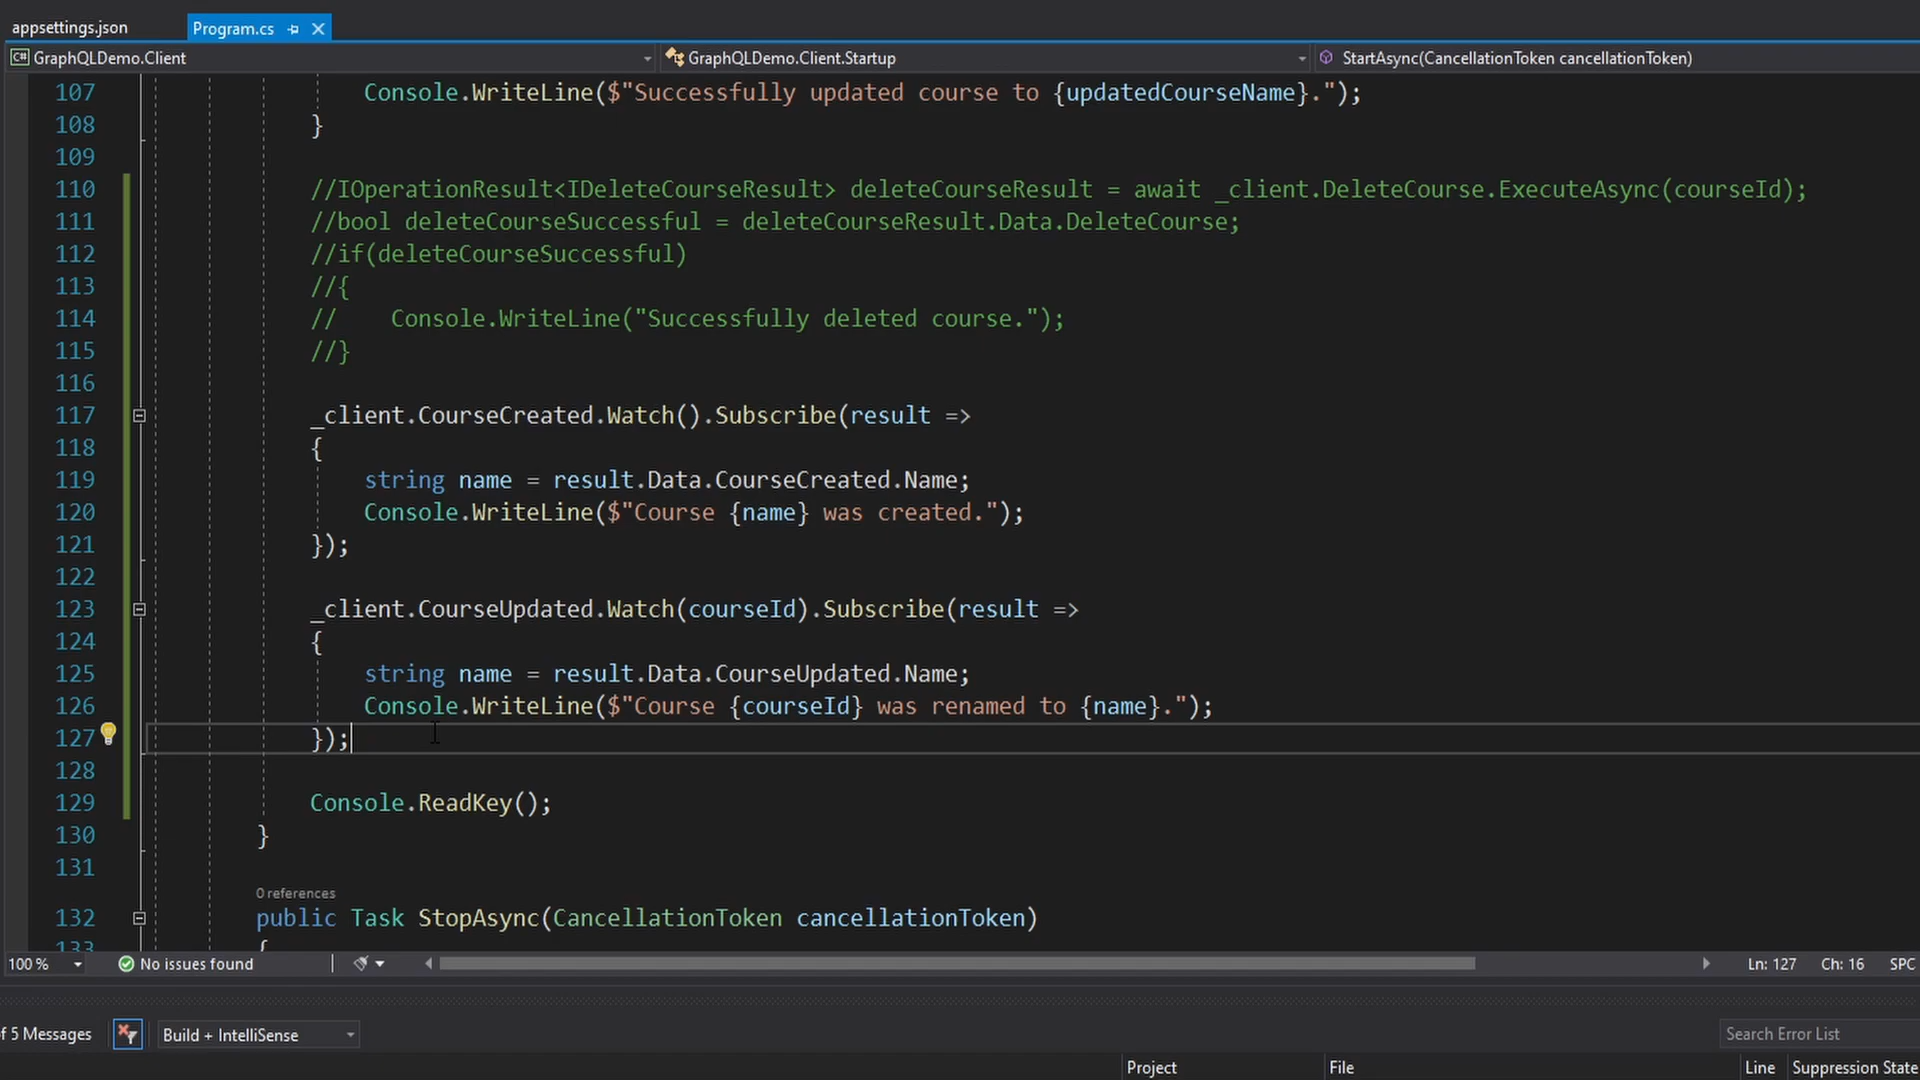 appsettings.json
Program.cs
GraphQLDemo.Client
GraphQLDemo.Client.Startup
StartAsync(CancellationToken cancellationToken)
107 Console.WriteLine($"Successfully updated course to {updatedCourseName}.");
108 }
109
110 //IOperationResult<IDeleteCourseResult> deleteCourseResult = await _client.DeleteCourse.ExecuteAsync(courseId);
111 //bool deleteCourseSuccessful = deleteCourseResult.Data.DeleteCourse;
112 //if(deleteCourseSuccessful)
113 //{
114 //    Console.WriteLine("Successfully deleted course.");
115 //}
116
117 _client.CourseCreated.Watch().Subscribe(result =>
118 {
119 string name = result.Data.CourseCreated.Name;
120 Console.WriteLine($"Course {name} was created.");
121 });
122
123 _client.CourseUpdated.Watch(courseId).Subscribe(result =>
124 {
125 string name = result.Data.CourseUpdated.Name;
126 Console.WriteLine($"Course {courseId} was renamed to {name}.");
127 });
128
129 Console.ReadKey();
130 }
131
0 references
132 public Task StopAsync(CancellationToken cancellationToken)
133 {
100 %
No issues found
Ln: 127
Ch: 16
SPC
of 5 Messages
Build + IntelliSense
Search Error List
Project
File
Line
Suppression State